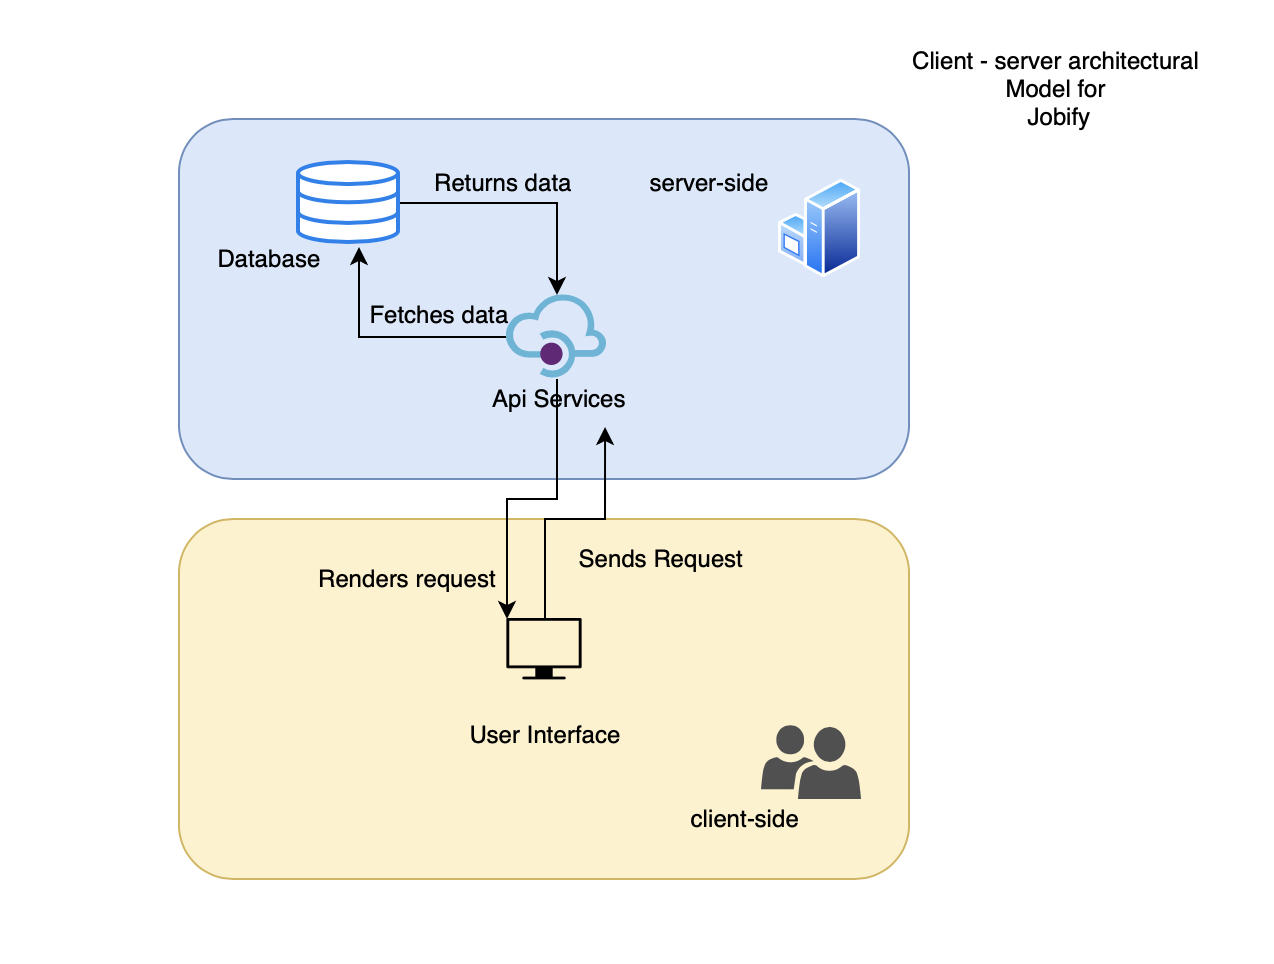 Client - server architectural
Model for
Jobify
Returns data
server-side
Database
Fetches data
Api Services
Sends Request
Renders request
User Interface
client-side